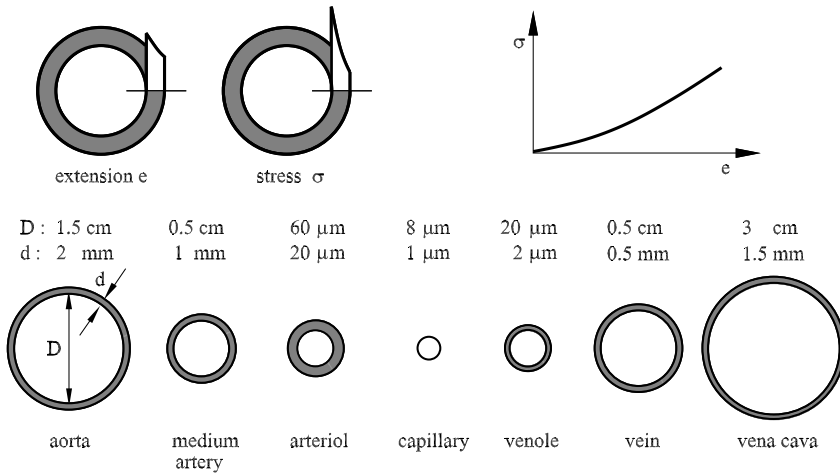 σ
e
extension e
stress σ
D : 1.5 cm 0.5 cm 60 μm 8 μm 20 μm 0.5 cm 3 cm
d : 2 mm 1 mm 20 μm 1 μm 2 μm 0.5 mm 1.5 mm
d
D
aorta medium arteriol capillary venole vein vena cava
artery